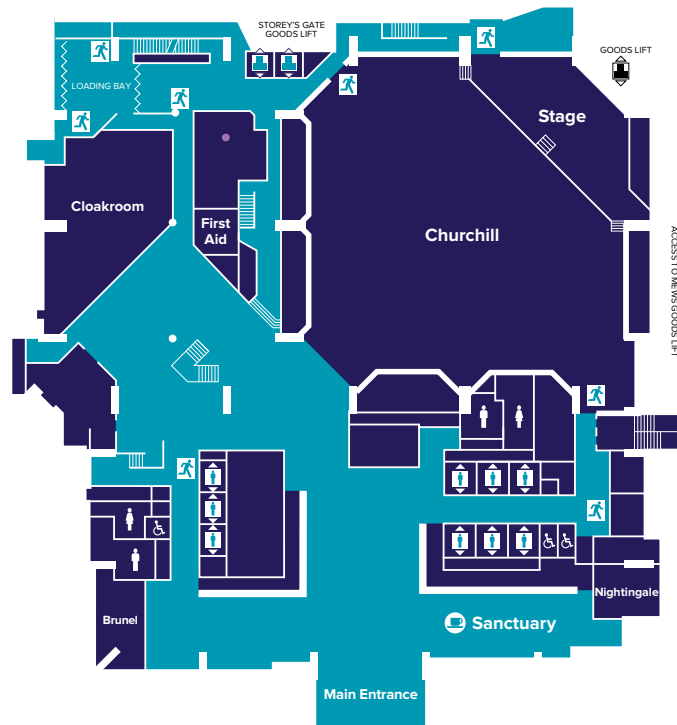 STOREY'S GATE
GOODS LIFT
GOODS LIFT
LOADING BAY
Stage
Cloakroom
First
Aid
Churchill
ACCESS TO MEWS GOODS LIFT
Nightingale
Brunel
Sanctuary
Main Entrance